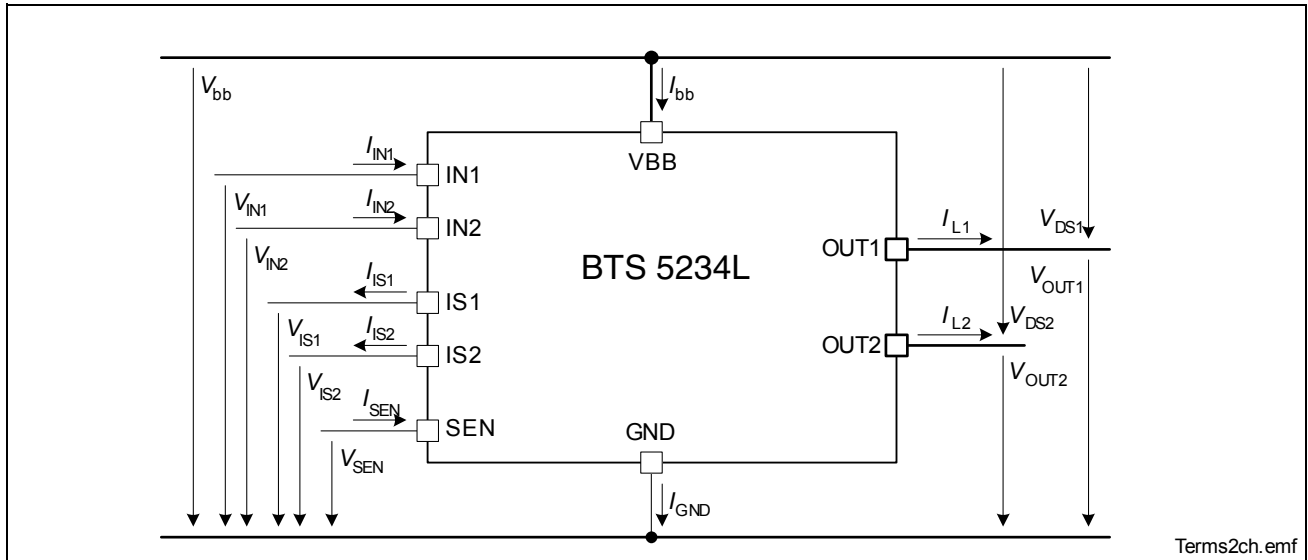 Vbb
Ibb
VBB
IIN1
IN1
VIN1
IIN2
IN2
VIN2
BTS 5234L
OUT1
IL1
VDS1
VOUT1
IIS1
IS1
VIS1
IIS2
IS2
VIS2
OUT2
IL2
VDS2
VOUT2
ISEN
SEN
VSEN
GND
IGND
Terms2ch.emf